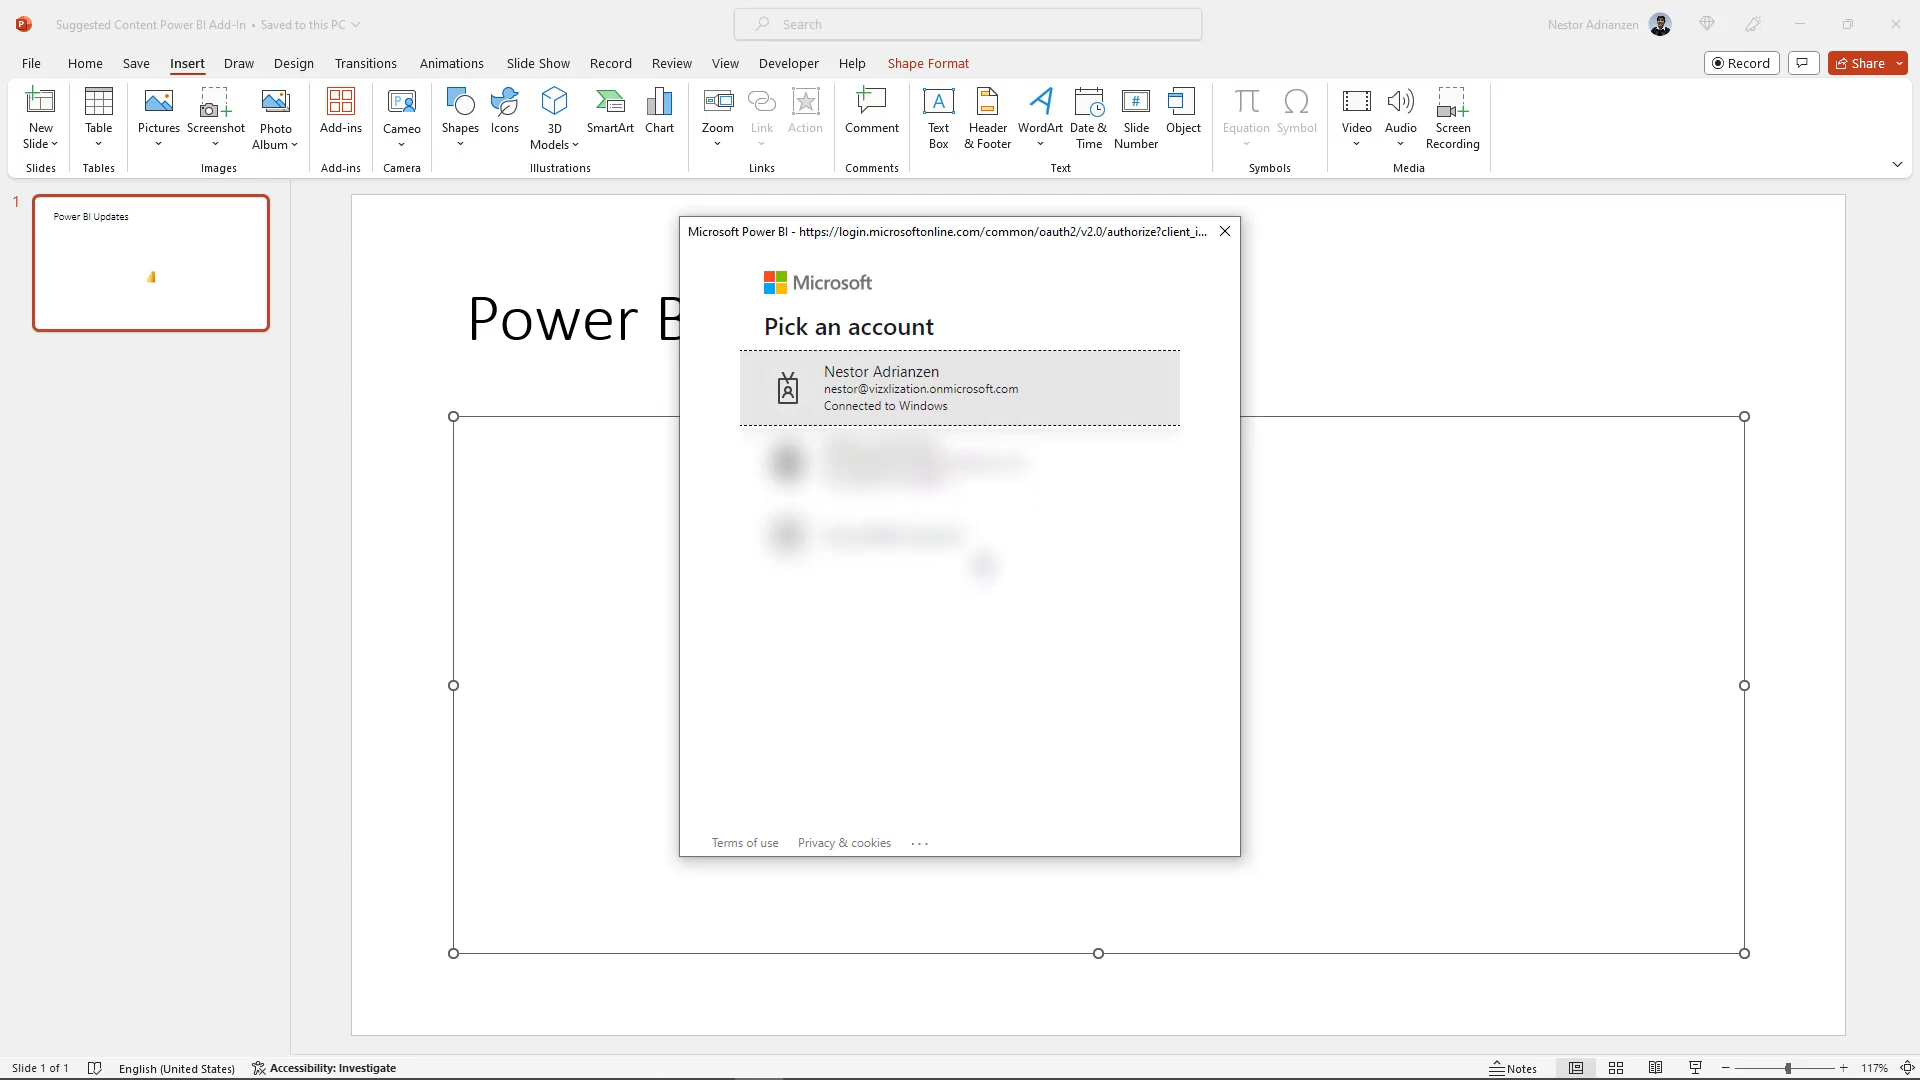 Suggested Content Power BI Add-In • Saved to this PC
Search
Nestor Adrianzen
File Home Save Insert Draw Design Transitions Animations Slide Show Record Review View Developer Help Shape Format
Record
Share
New Slide
Table
Pictures
Screenshot
Photo Album
Add-ins
Cameo
Shapes
Icons
3D Models
SmartArt
Chart
Zoom
Link
Action
Comment
Text Box
Header & Footer
WordArt
Date & Time
Slide Number
Object
Equation
Symbol
Video
Audio
Screen Recording
Slides Tables Images Add-ins Camera Illustrations Links Comments Text Symbols Media
1
Power BI Updates
Power B
Microsoft Power BI - https://login.microsoftonline.com/common/oauth2/v2.0/authorize?client_i...
Microsoft
Pick an account
Nestor Adrianzen
nestor@vizxlization.onmicrosoft.com
Connected to Windows
Terms of use Privacy & cookies ...
Slide 1 of 1 English (United States) Accessibility: Investigate Notes 117%